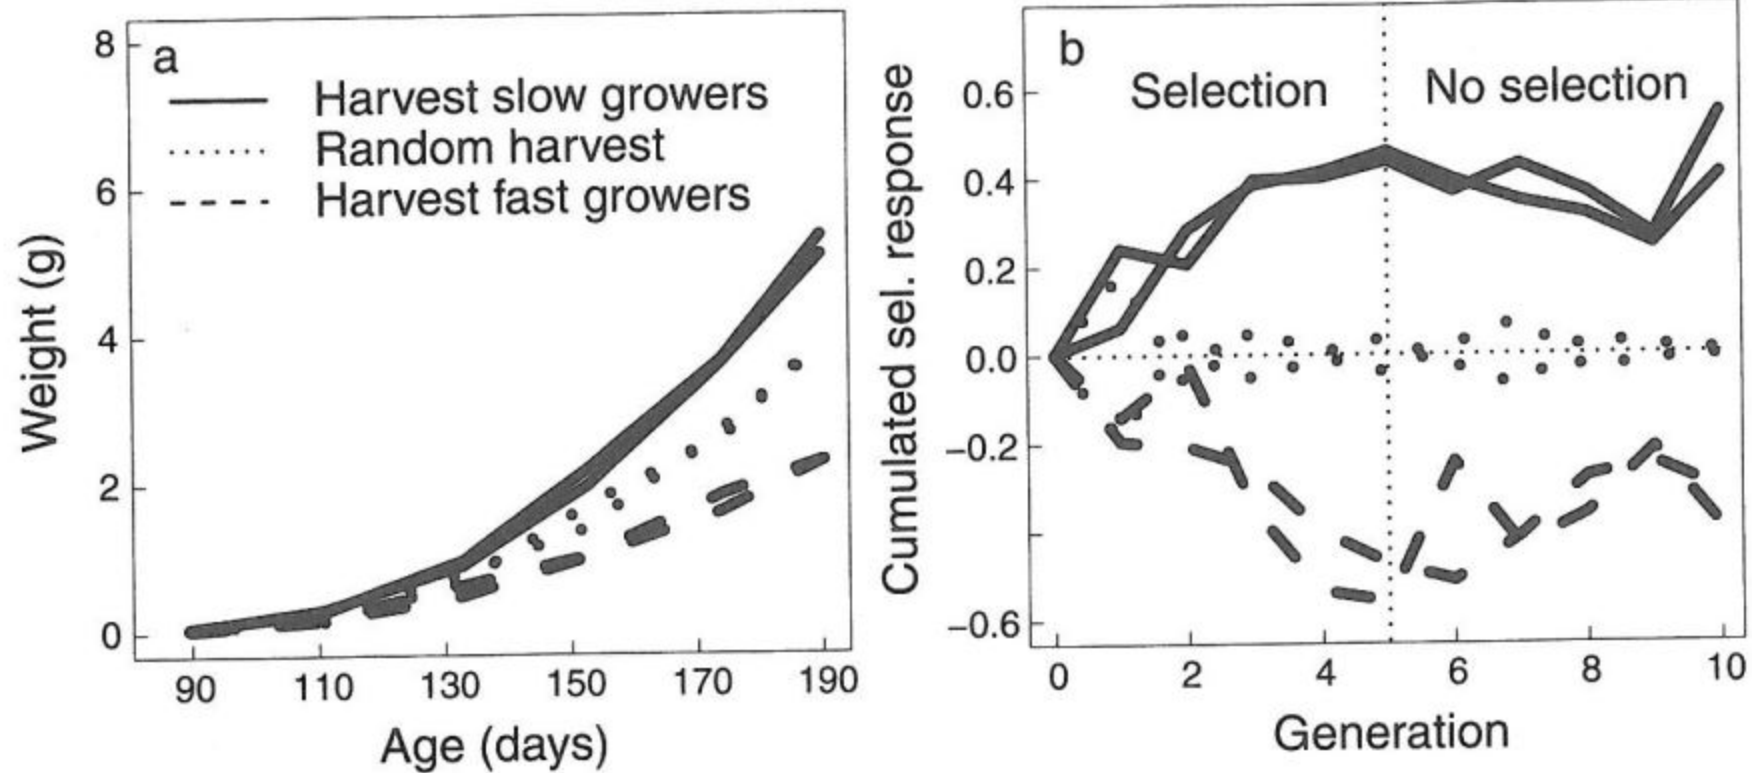 a
Harvest slow growers
Random harvest
Harvest fast growers
8
6
4
2
0
Weight (g)
90 110 130 150 170 190
Age (days)
b
Selection No selection
0.6
0.4
0.2
0.0
−0.2
−0.6
Cumulated sel. response
0 2 4 6 8 10
Generation